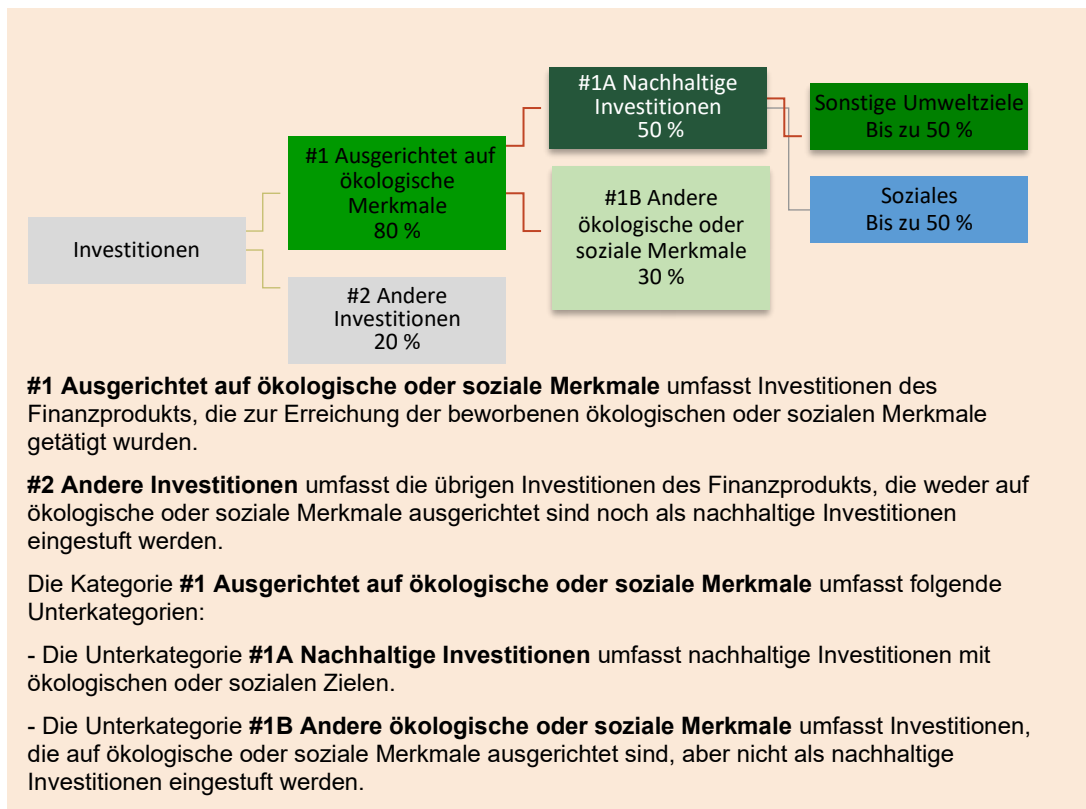 #1A Nachhaltige
Investitionen
50 %
Sonstige Umweltziele
Bis zu 50 %
#1 Ausgerichtet auf
ökologische
Merkmale
80 %
#1B Andere
ökologische oder
soziale Merkmale
30 %
Soziales
Bis zu 50 %
Investitionen
#2 Andere
Investitionen
20 %
#1 Ausgerichtet auf ökologische oder soziale Merkmale umfasst Investitionen des
Finanzprodukts, die zur Erreichung der beworbenen ökologischen oder sozialen Merkmale
getätigt wurden.
#2 Andere Investitionen umfasst die übrigen Investitionen des Finanzprodukts, die weder auf
ökologische oder soziale Merkmale ausgerichtet sind noch als nachhaltige Investitionen
eingestuft werden.
Die Kategorie #1 Ausgerichtet auf ökologische oder soziale Merkmale umfasst folgende
Unterkategorien:
- Die Unterkategorie #1A Nachhaltige Investitionen umfasst nachhaltige Investitionen mit
ökologischen oder sozialen Zielen.
- Die Unterkategorie #1B Andere ökologische oder soziale Merkmale umfasst Investitionen,
die auf ökologische oder soziale Merkmale ausgerichtet sind, aber nicht als nachhaltige
Investitionen eingestuft werden.